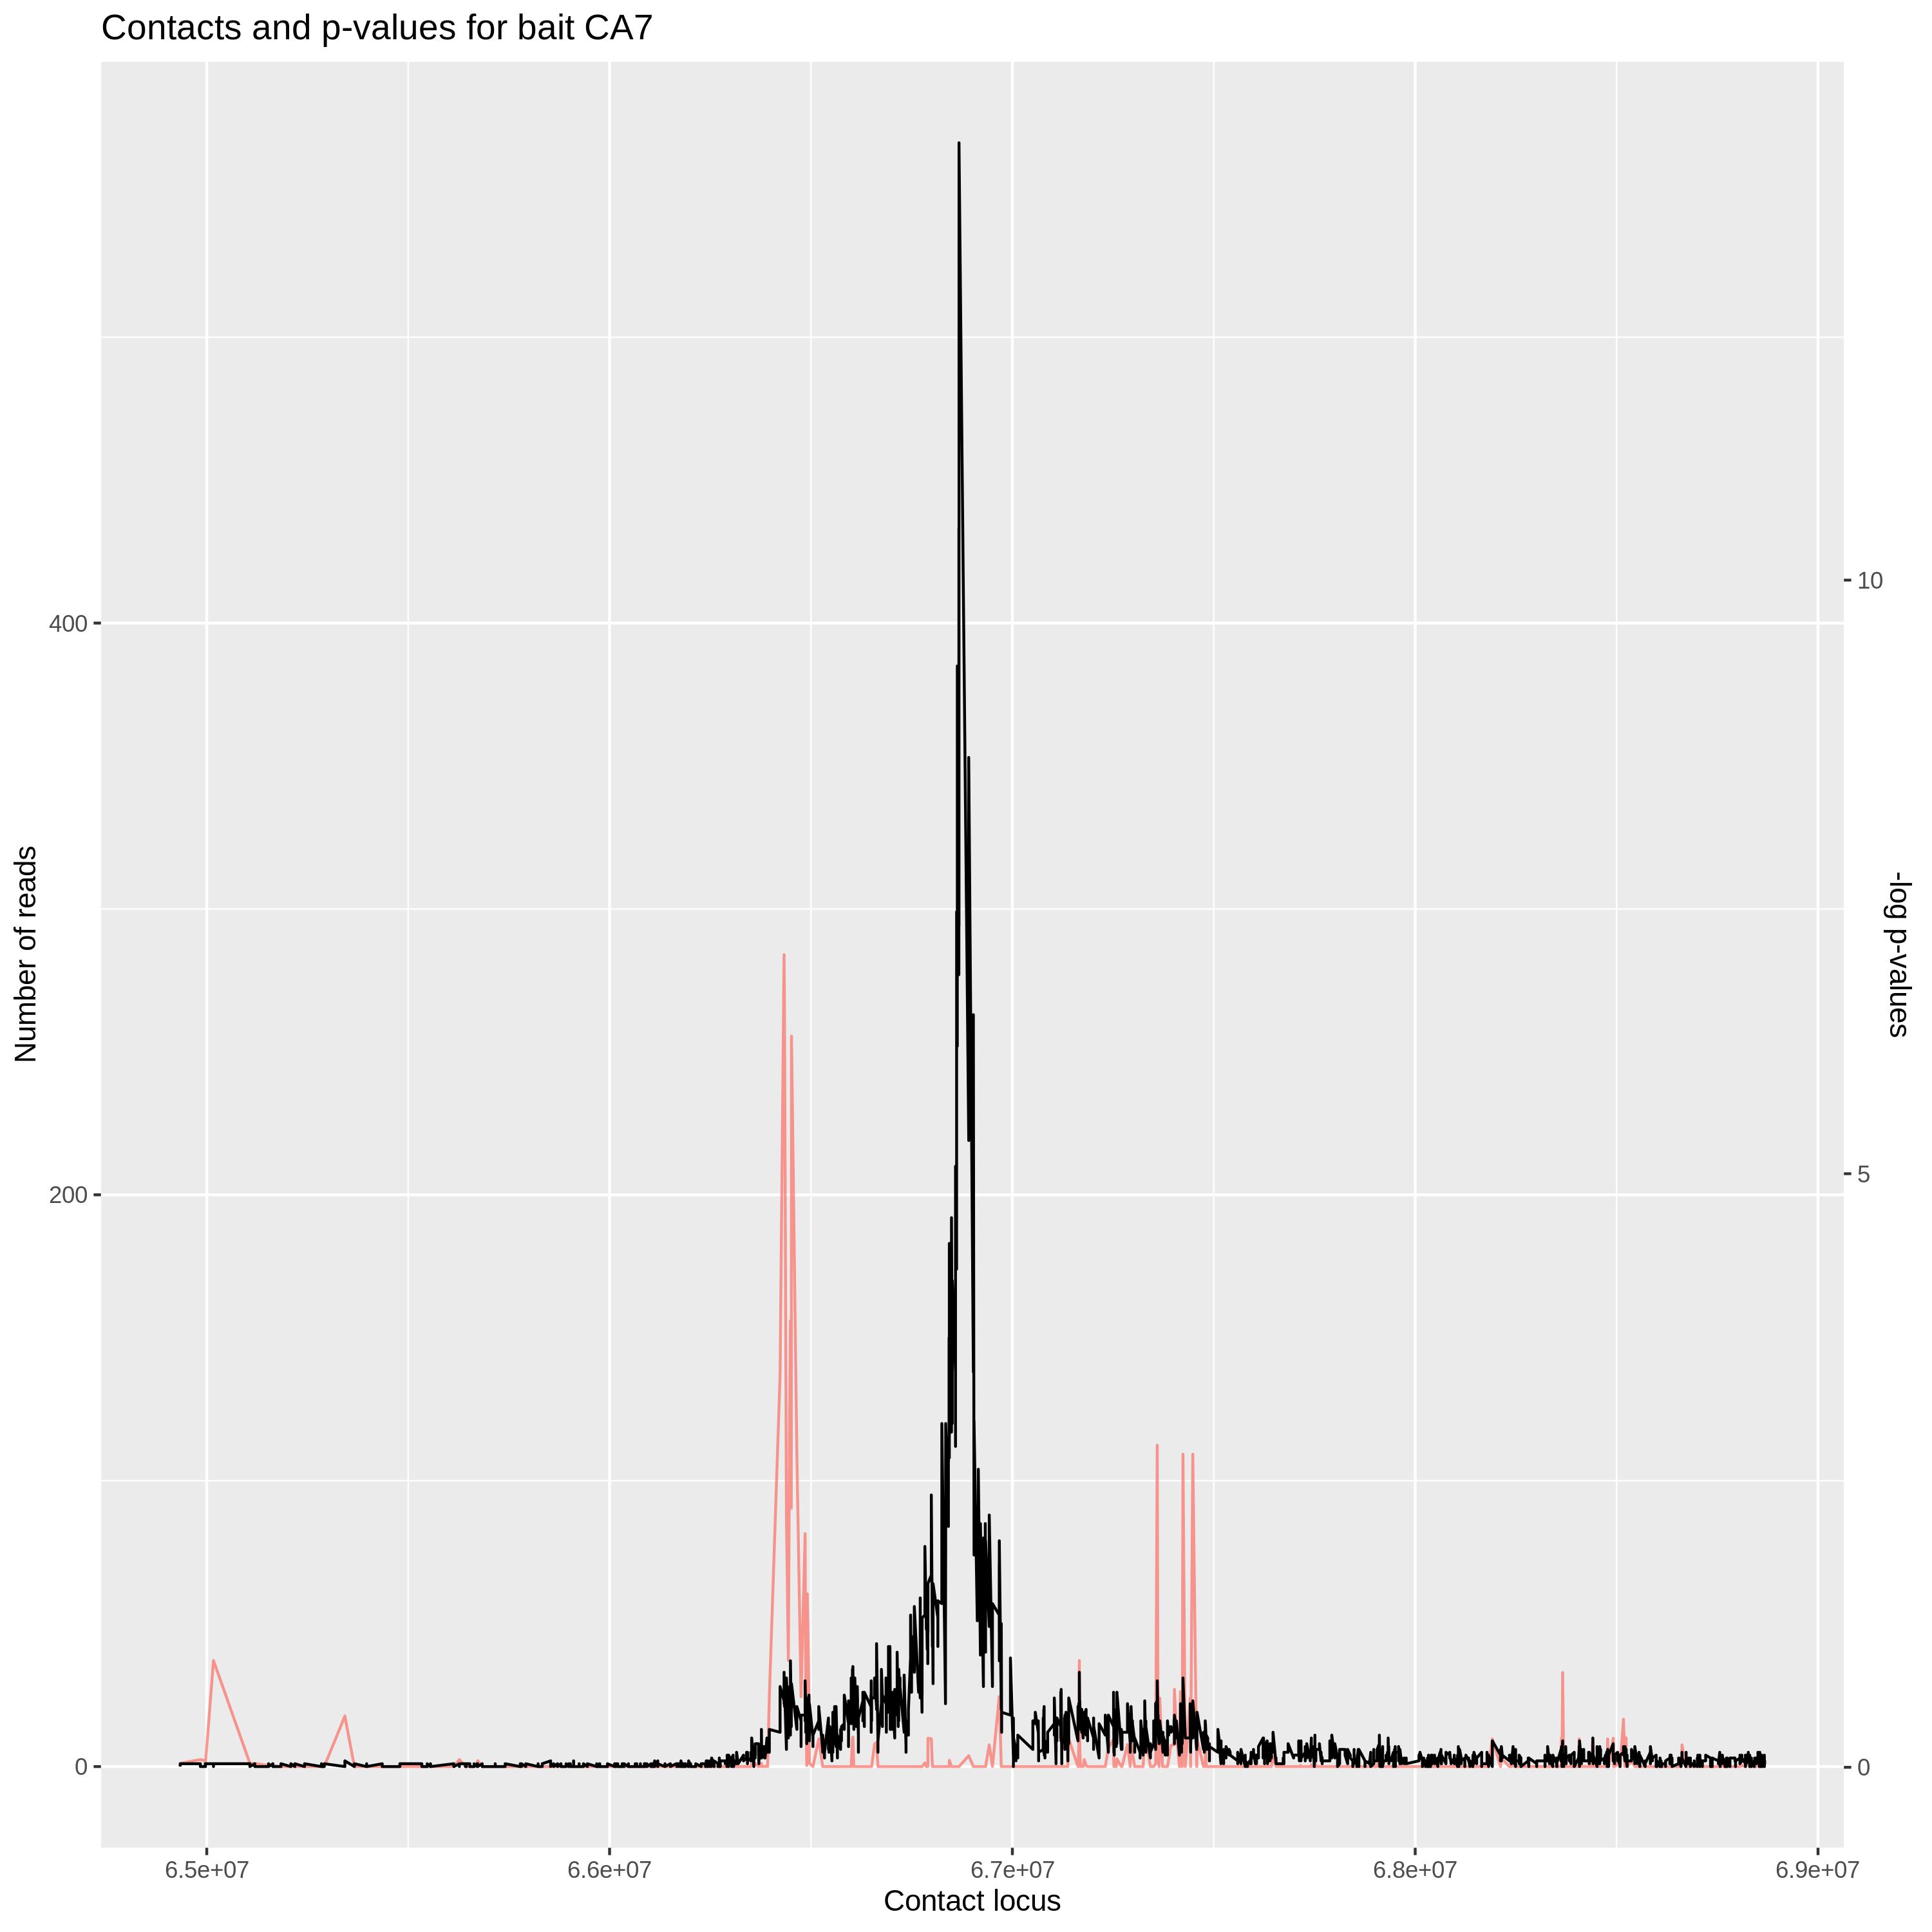 Contacts and p-values for bait CA7
Number of reads
400
200
0
10
5
0
-log p-values
6.5e+07 6.6e+07 6.7e+07 6.8e+07 6.9e+07
Contact locus